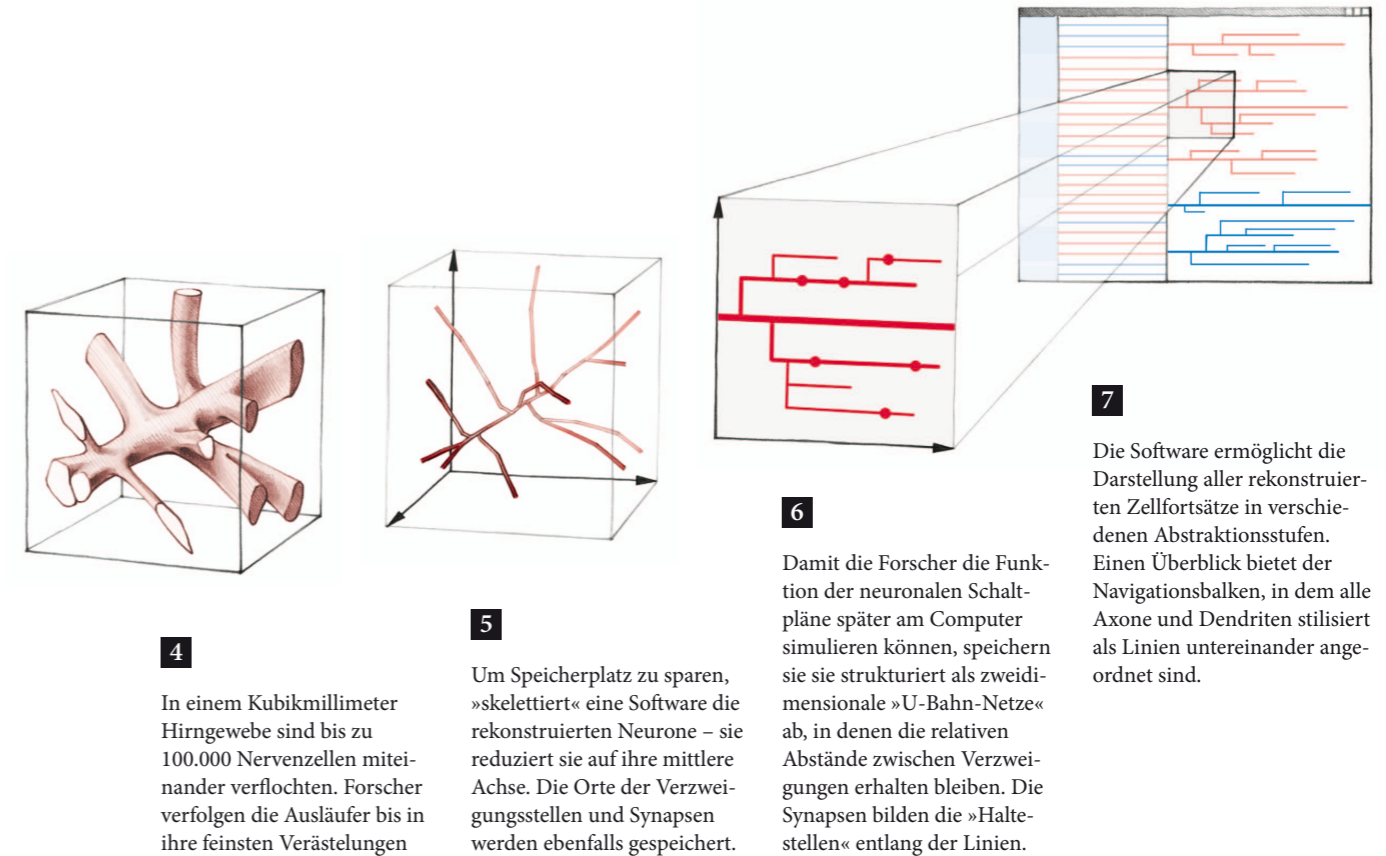 4
In einem Kubikmillimeter
Hirngewebe sind bis zu
100.000 Nervenzellen mitei-
nander verflochten. Forscher
verfolgen die Ausläufer bis in
ihre feinsten Verästelungen
5
Um Speicherplatz zu sparen,
»skelettiert« eine Software die
rekonstruierten Neurone – sie
reduziert sie auf ihre mittlere
Achse. Die Orte der Verzwei-
gungsstellen und Synapsen
werden ebenfalls gespeichert.
6
Damit die Forscher die Funk-
tion der neuronalen Schalt-
pläne später am Computer
simulieren können, speichern
sie sie strukturiert als zweidi-
mensionale »U-Bahn-Netze«
ab, in denen die relativen
Abstände zwischen Verzwei-
gungen erhalten bleiben. Die
Synapsen bilden die »Halte-
stellen« entlang der Linien.
7
Die Software ermöglicht die
Darstellung aller rekonstruier-
ten Zellfortsätze in verschie-
denen Abstraktionsstufen.
Einen Überblick bietet der
Navigationsbalken, in dem alle
Axone und Dendriten stilisiert
als Linien untereinander ange-
ordnet sind.